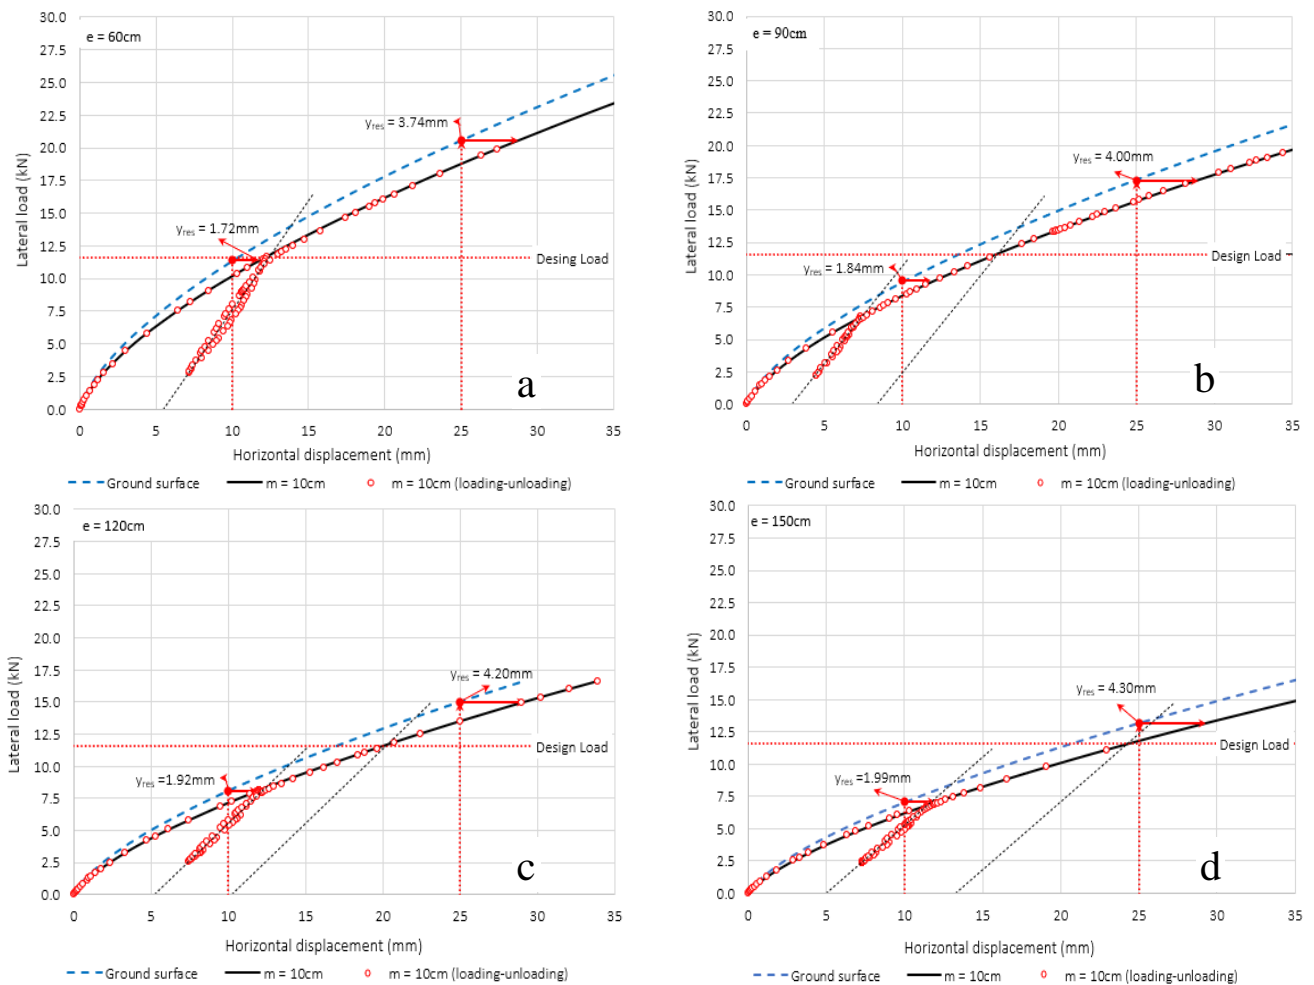 e = 60cm
Lateral load (kN)
30.0
27.5
25.0
22.5
20.0
17.5
15.0
12.5
10.0
7.5
5.0
2.5
0.0
yres = 3.74mm
yres = 1.72mm
Desing Load
a
0 5 10 15 20 25 30 35
Horizontal displacement (mm)
Ground surface m = 10cm m = 10cm (loading-unloading)
e = 90cm
Lateral load (kN)
30.0
27.5
25.0
22.5
20.0
17.5
15.0
12.5
10.0
7.5
5.0
2.5
0.0
yres = 4.00mm
yres = 1.84mm
Design Load
b
0 5 10 15 20 25 30 35
Horizontal displacement (mm)
Ground surface m = 10cm m = 10cm (loading-unloading)
e = 120cm
Lateral load (kN)
30.0
27.5
25.0
22.5
20.0
17.5
15.0
12.5
10.0
7.5
5.0
2.5
0.0
yres = 4.20mm
yres =1.92mm
Design Load
c
0 5 10 15 20 25 30 35
Horizontal displacement (mm)
Ground surface m = 10cm m = 10cm (loading-unloading)
e = 150cm
Lateral load (kN)
30.0
27.5
25.0
22.5
20.0
17.5
15.0
12.5
10.0
7.5
5.0
2.5
0.0
yres = 4.30mm
yres =1.99mm
Design Load
d
0 5 10 15 20 25 30 35
Horizontal displacement (mm)
Ground surface m = 10cm m = 10cm (loading-unloading)